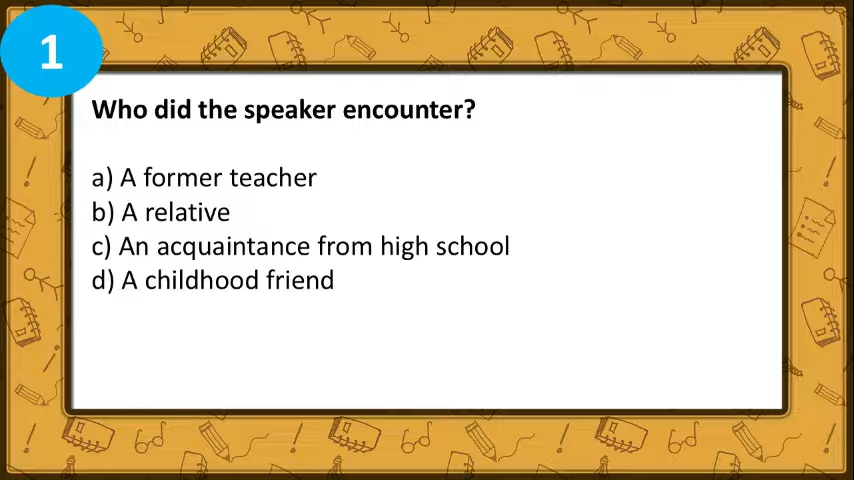 1
Who did the speaker encounter?
a) A former teacher
b) A relative
c) An acquaintance from high school
d) A childhood friend